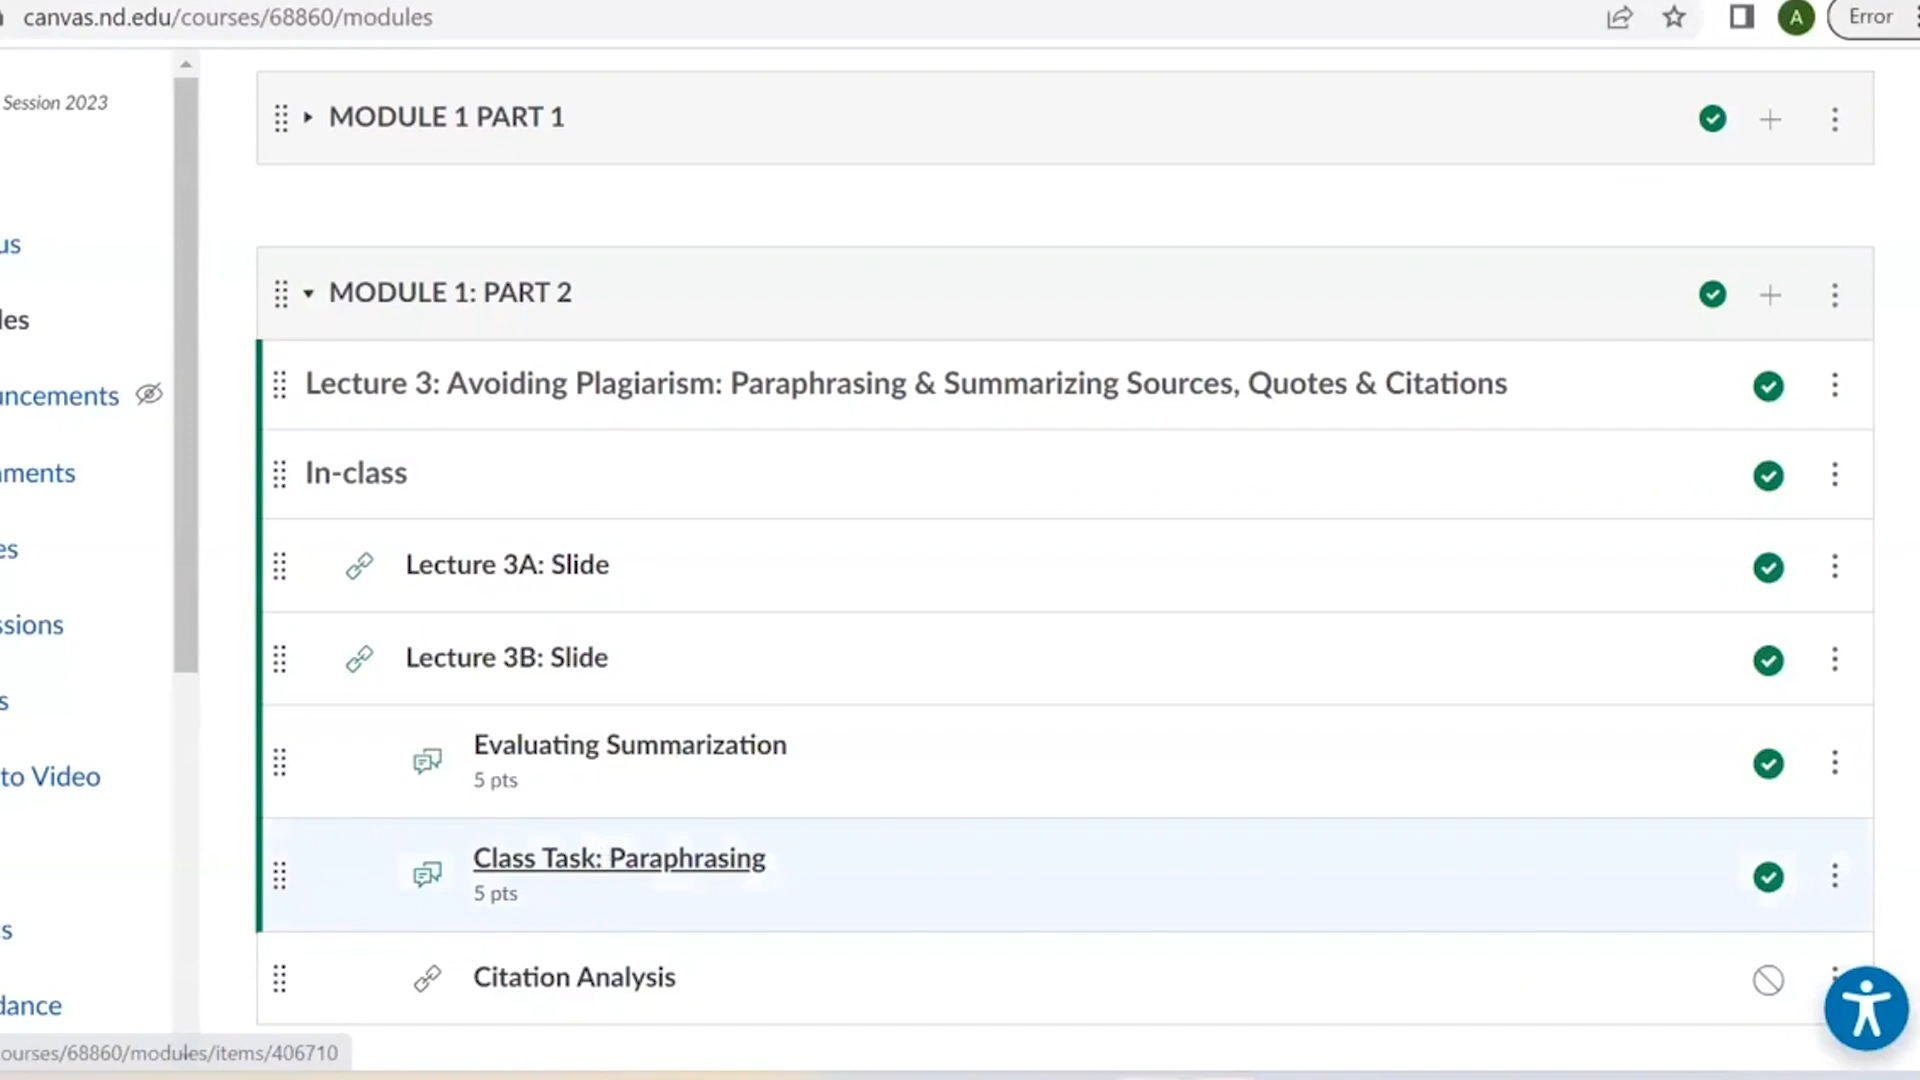 canvas.nd.edu/courses/68860/modules
A
Error
Session 2023
MODULE 1 PART 1
us
MODULE 1: PART 2
les
Lecture 3: Avoiding Plagiarism: Paraphrasing & Summarizing Sources, Quotes & Citations
uncements
In-class
nments
es
Lecture 3A: Slide
ssions
Lecture 3B: Slide
s
Evaluating Summarization
to Video
5 pts
Class Task: Paraphrasing
5 pts
s
Citation Analysis
dance
ourses/68860/modules/items/406710